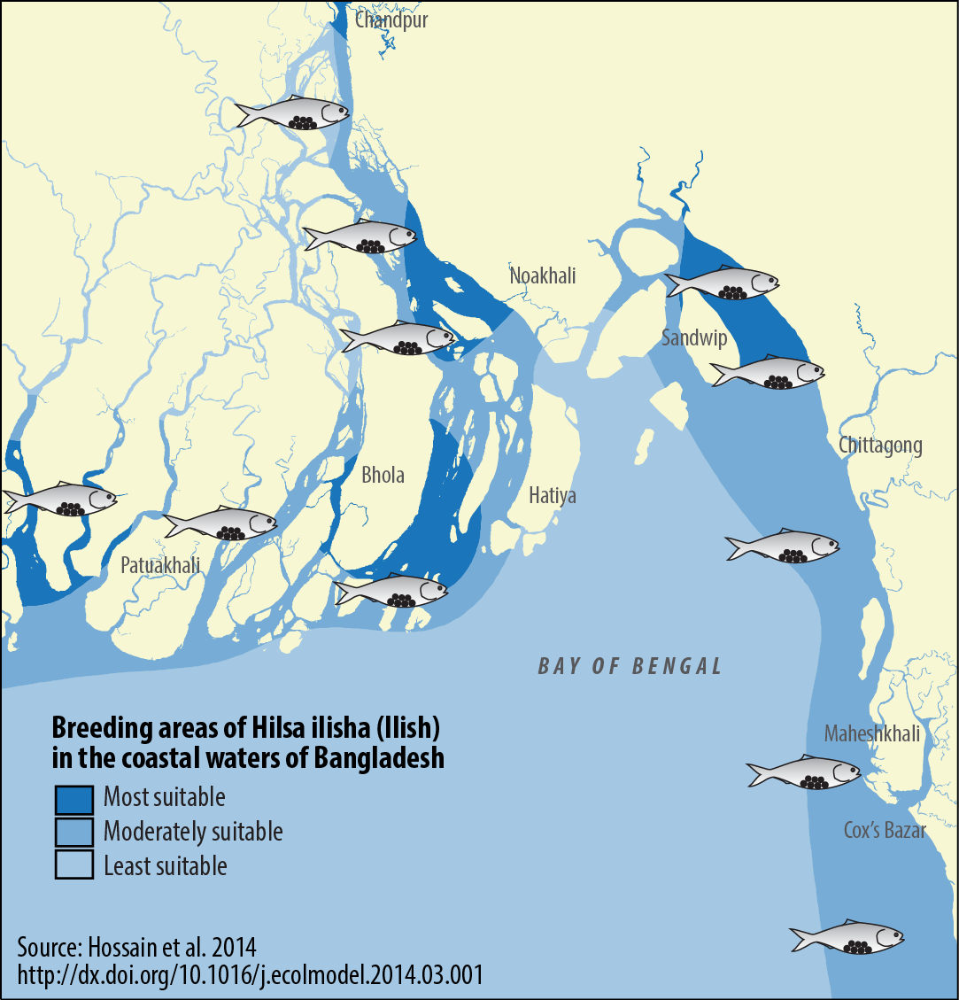 Chandpur
Noakhali
Sandwip
Chittagong
Bhola
Hatiya
Patuakhali
BAY OF BENGAL
Breeding areas of Hilsa ilisha (Ilish)
in the coastal waters of Bangladesh
Maheshkhali
Most suitable
Moderately suitable
Cox's Bazar
Least suitable
Source: Hossain et al. 2014
http://dx.doi.org/10.1016/j.ecolmodel.2014.03.001